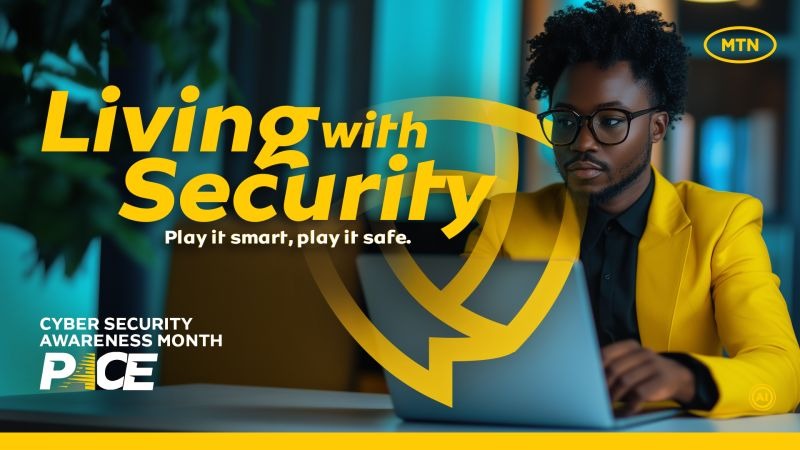 MTN
Living with
Security
Play it smart, play it safe.
CYBER SECURITY
AWARENESS MONTH
PACE
AI